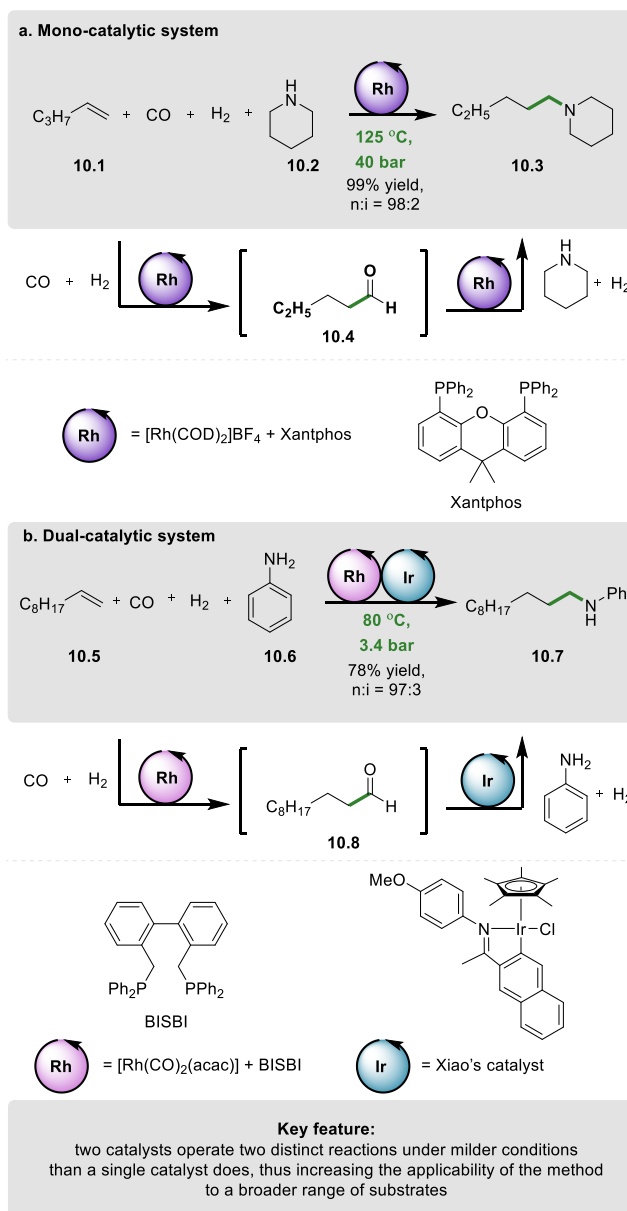 a. Mono-catalytic system
C3H7 + CO + H2 + H N Rh C2H5 N
125 °C,
10.1 10.2 40 bar 10.3
99% yield,
n:i = 98:2
CO + H2 Rh C2H5 O H Rh H N + H2
10.4
Rh = [Rh(COD)2]BF4 + Xantphos
PPh2 PPh2
O
Xantphos
b. Dual-catalytic system
C8H17 + CO + H2 + NH2 Rh Ir C8H17 N H Ph
80 °C,
10.5 10.6 3.4 bar 10.7
78% yield,
n:i = 97:3
CO + H2 Rh C8H17 O H Ir NH2 + H2
10.8
MeO
N Ir Cl
Ph2P PPh2
BISBI
Rh = [Rh(CO)2(acac)] + BISBI
Ir = Xiao's catalyst
Key feature:
two catalysts operate two distinct reactions under milder conditions
than a single catalyst does, thus increasing the applicability of the method
to a broader range of substrates